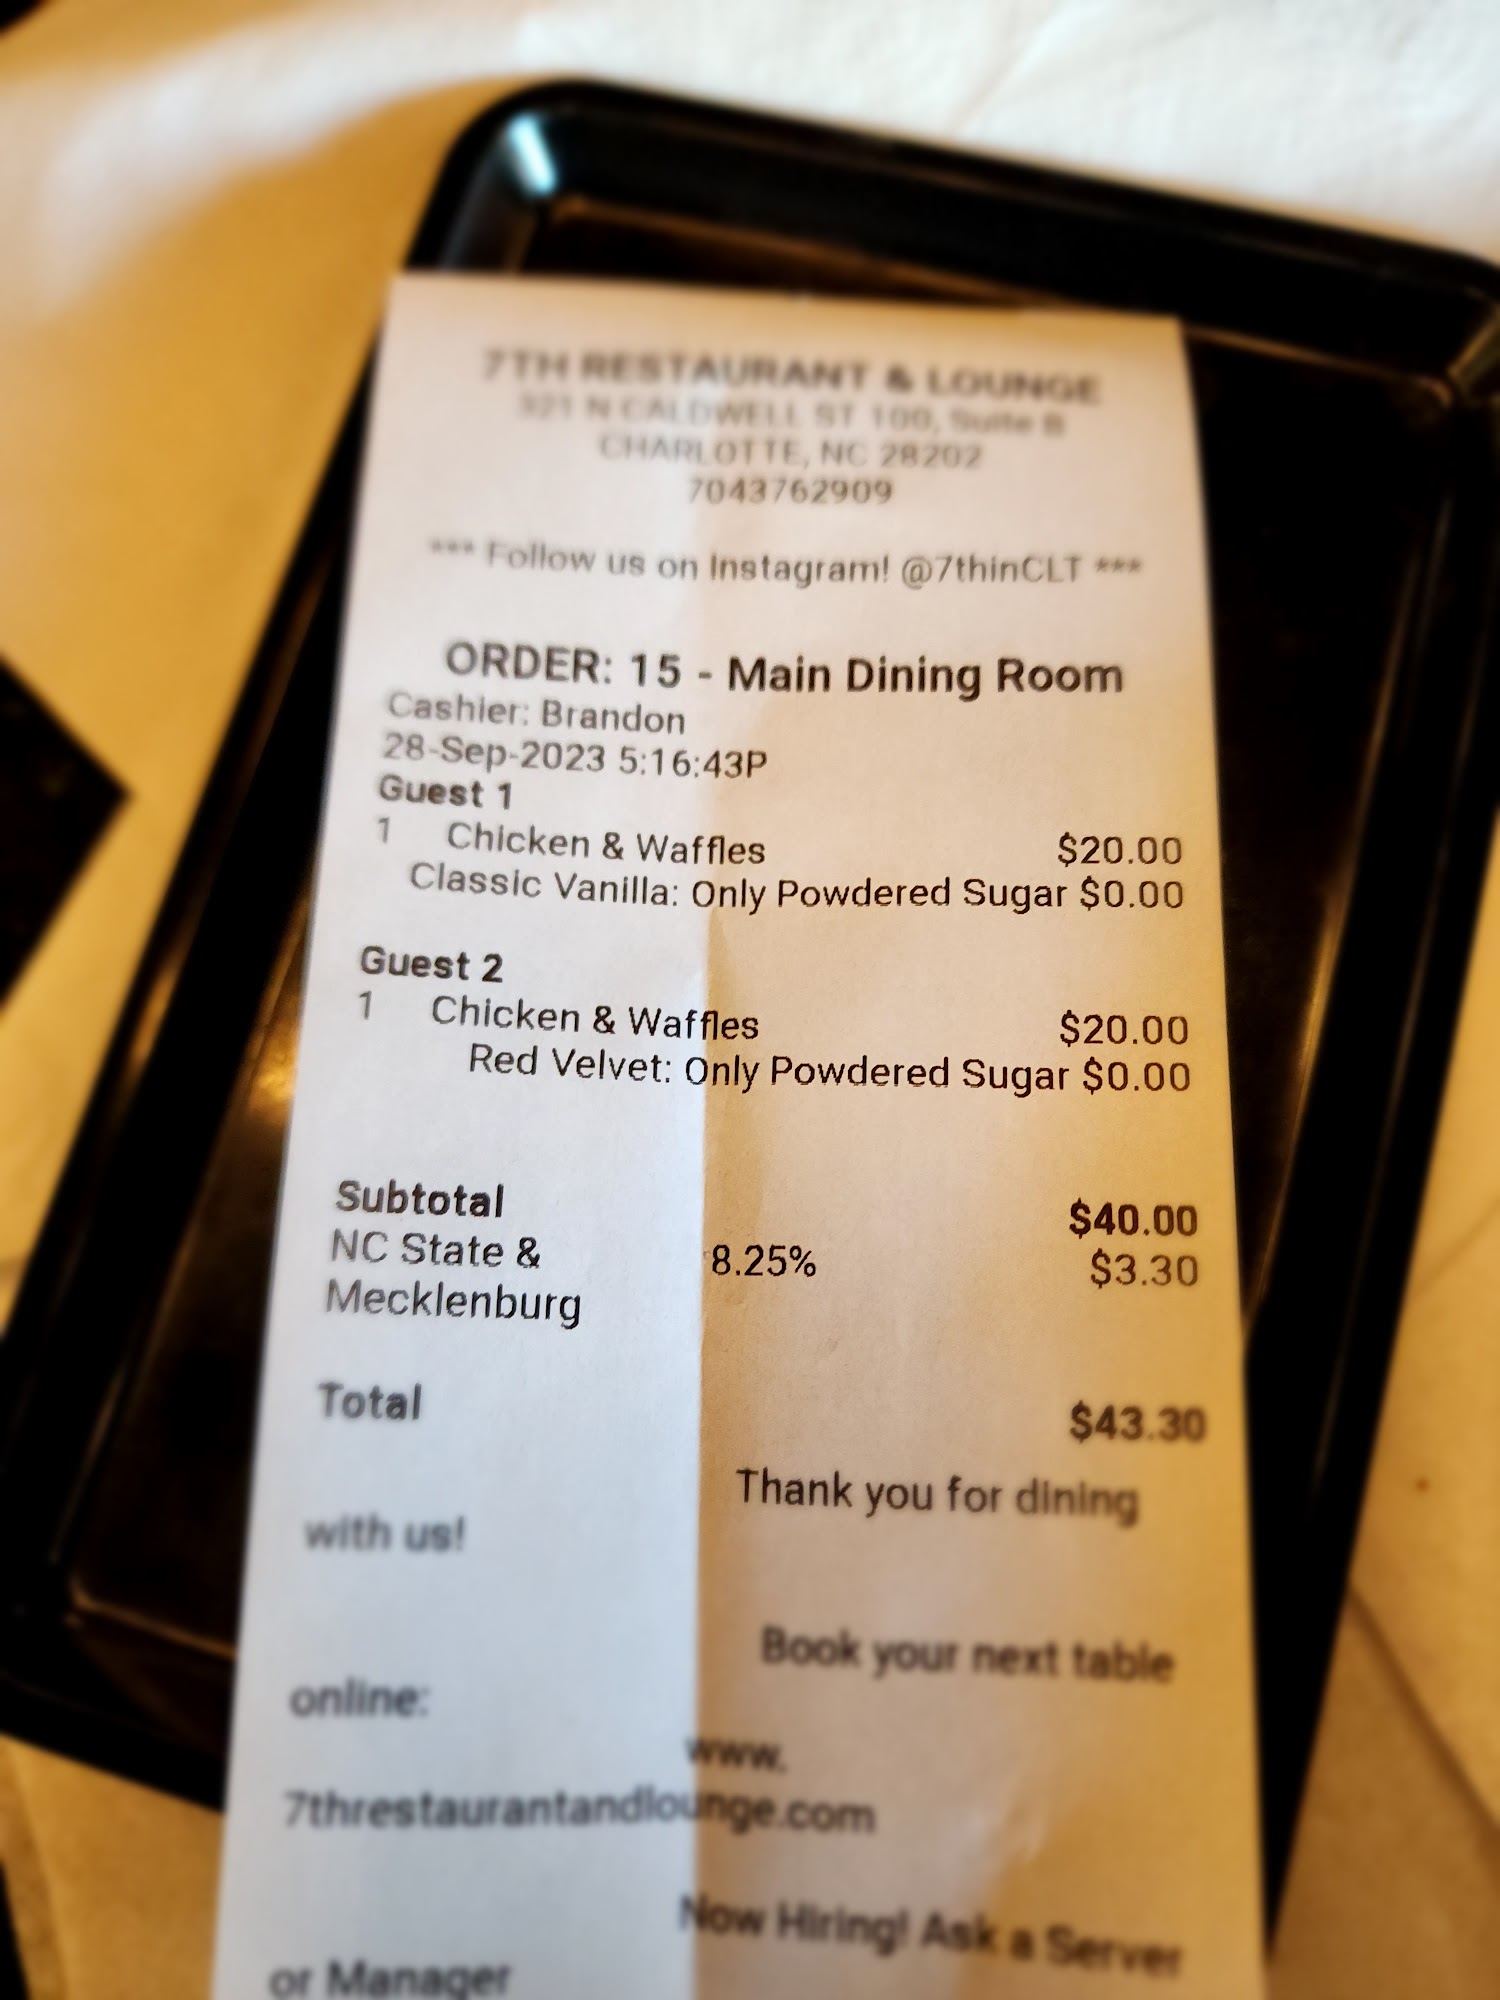 7TH RESTAURANT & LOUNGE
321 N CALDWELL ST 100, Suite B
CHARLOTTE, NC 28202
7043762909
*** Follow us on Instagram! @7thinCLT ***
ORDER: 15 - Main Dining Room
Cashier: Brandon
28-Sep-2023 5:16:43P
Guest 1
1 Chicken & Waffles $20.00
Classic Vanilla: Only Powdered Sugar $0.00
Guest 2
1 Chicken & Waffles $20.00
Red Velvet: Only Powdered Sugar $0.00
Subtotal $40.00
NC State & 8.25% $3.30
Mecklenburg
Total $43.30
Thank you for dining
with us!
Book your next table
online:
www.
7threstaurantandlounge.com
Now Hiring! Ask a Server
or Manager